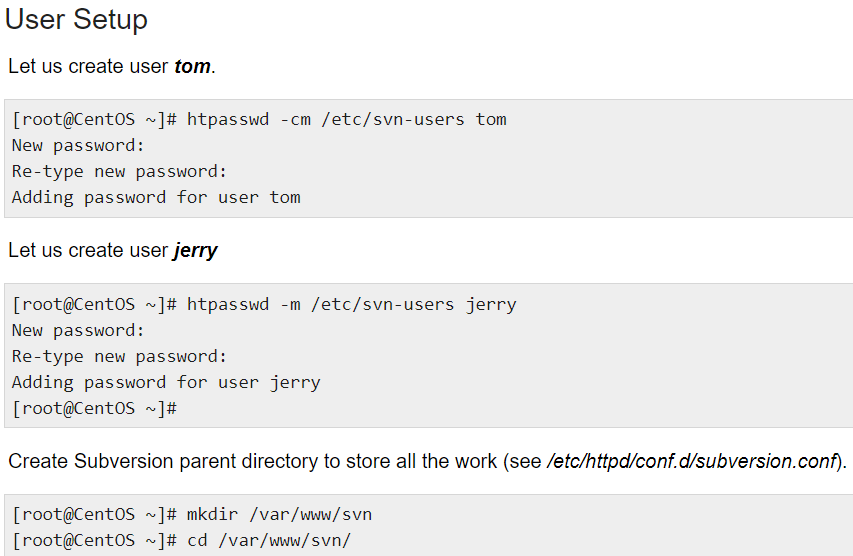 User Setup
Let us create user tom.
[root@CentOS ~]# htpasswd -cm /etc/svn-users tom
New password:
Re-type new password:
Adding password for user tom
Let us create user jerry
[root@CentOS ~]# htpasswd -m /etc/svn-users jerry
New password:
Re-type new password:
Adding password for user jerry
[root@CentOS ~]#
Create Subversion parent directory to store all the work (see /etc/httpd/conf.d/subversion.conf).
[root@CentOS ~]# mkdir /var/www/svn
[root@CentOS ~]# cd /var/www/svn/